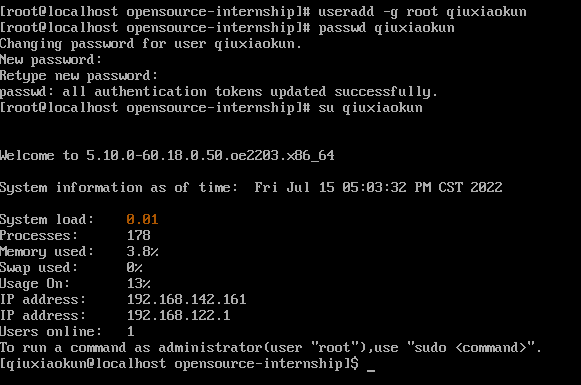 [root@localhost opensource-internship]# useradd -g root qiuxiaokun
[root@localhost opensource-internship]# passwd qiuxiaokun
Changing password for user qiuxiaokun.
New password:
Retype new password:
passwd: all authentication tokens updated successfully.
[root@localhost opensource-internship]# su qiuxiaokun
Welcome to 5.10.0-60.18.0.50.oe2203.x86_64
System information as of time:  Fri Jul 15 05:03:32 PM CST 2022
System load:    0.01
Processes:      178
Memory used:    3.8%
Swap used:      0%
Usage On:       13%
IP address:     192.168.142.161
IP address:     192.168.122.1
Users online:   1
To run a command as administrator(user "root"),use "sudo <command>".
[qiuxiaokun@localhost opensource-internship]$ _